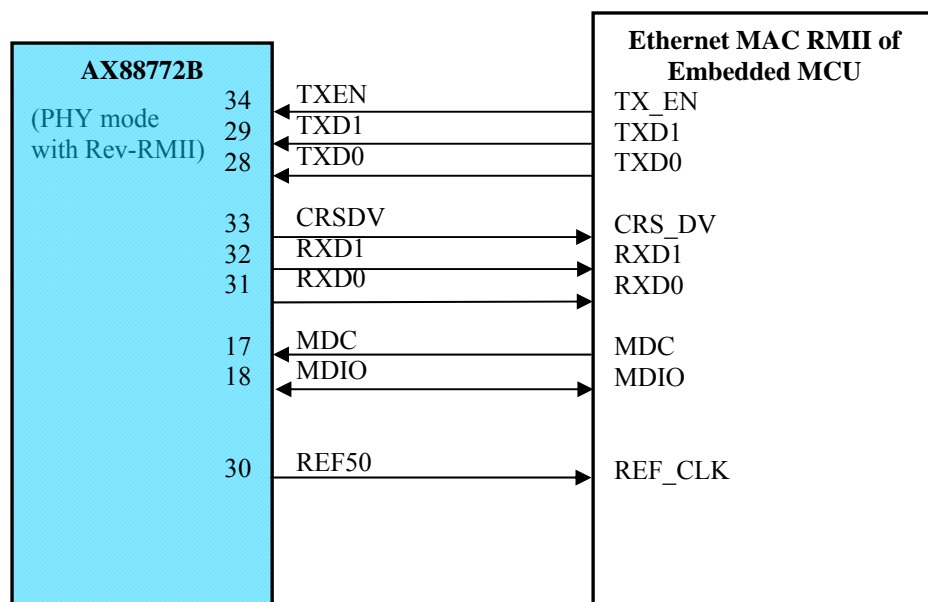 AX88772B
(PHY mode
with Rev-RMII)
Ethernet MAC RMII of
Embedded MCU
34 TXEN TX_EN
29 TXD1 TXD1
28 TXD0 TXD0
33 CRSDV CRS_DV
32 RXD1 RXD1
31 RXD0 RXD0
17 MDC MDC
18 MDIO MDIO
30 REF50 REF_CLK